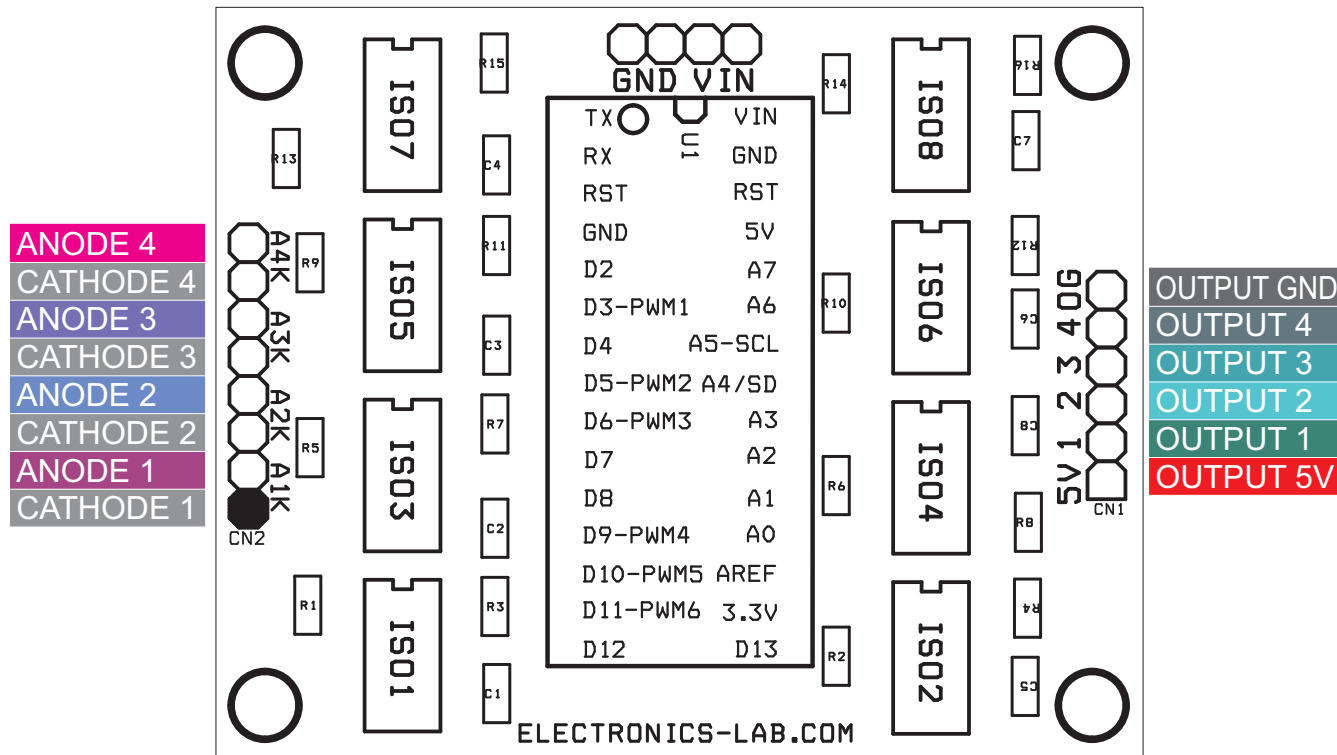 GND VIN
R15
R14
R16
ISO7
ISO8
TX
VIN
U1
RX
GND
R13
C4
C7
RST
RST
GND
5V
ANODE 4
CATHODE 4
ANODE 3
CATHODE 3
ANODE 2
CATHODE 2
ANODE 1
CATHODE 1
A4K
A3K
A2K
A1K
CN2
R9
R11
R12
ISO5
ISO6
D2
A7
D3-PWM1
A6
R10
C6
D4
A5-SCL
C3
D5-PWM2
A4/SD
D6-PWM3
A3
R5
R7
C8
D7
A2
ISO3
ISO4
R6
D8
A1
C2
R8
D9-PWM4
A0
D10-PWM5
AREF
R1
R3
R4
D11-PWM6
3.3V
D12
D13
R2
ISO1
ISO2
C1
C5
5V 1 2 3 4 OG
CN1
OUTPUT GND
OUTPUT 4
OUTPUT 3
OUTPUT 2
OUTPUT 1
OUTPUT 5V
ELECTRONICS-LAB.COM